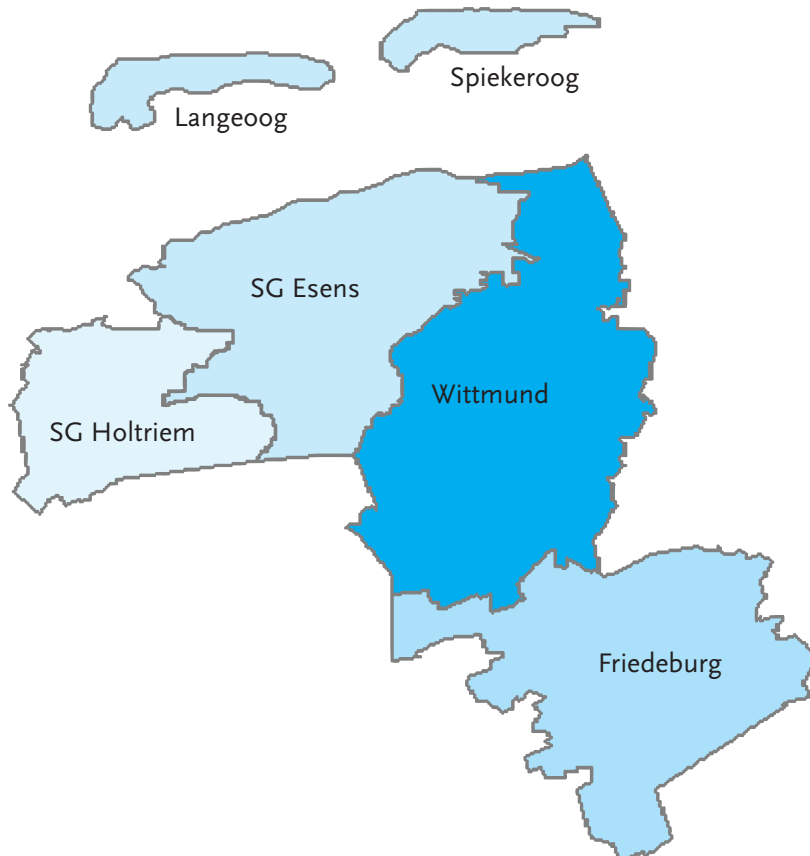 Spiekeroog
Langeoog
SG Esens
Wittmund
SG Holtriem
Friedeburg